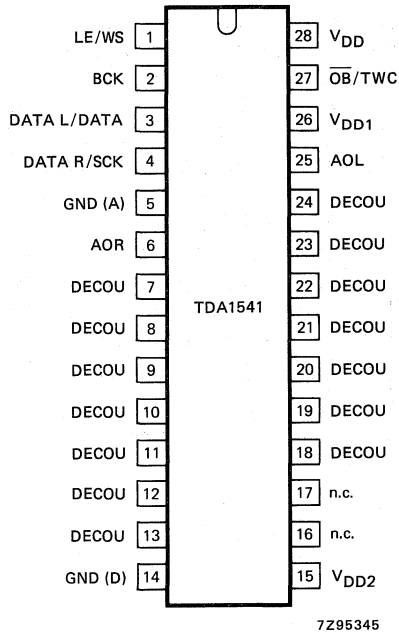 LE/WS 1 28 VDD
BCK 2 27 O̅B̅/TWC
DATA L/DATA 3 26 VDD1
DATA R/SCK 4 25 AOL
GND (A) 5 24 DECOU
AOR 6 23 DECOU
DECOU 7 22 DECOU
TDA1541
DECOU 8 21 DECOU
DECOU 9 20 DECOU
DECOU 10 19 DECOU
DECOU 11 18 DECOU
DECOU 12 17 n.c.
DECOU 13 16 n.c.
GND (D) 14 15 VDD2
7Z95345